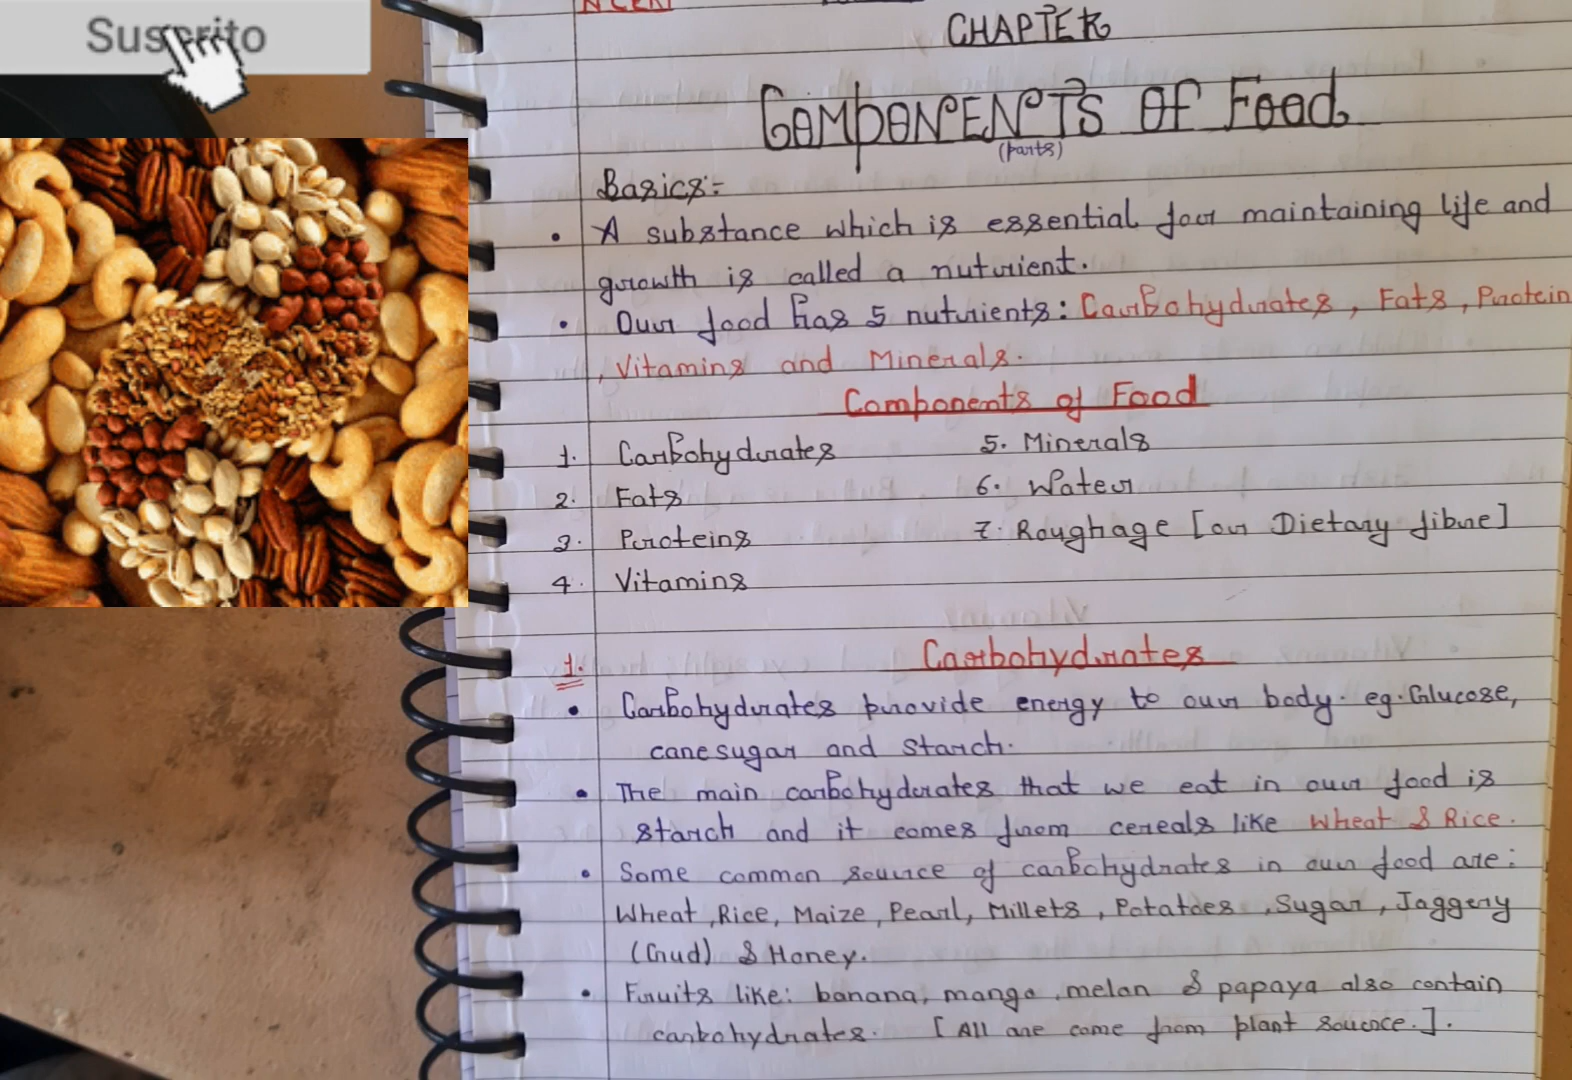 Suscrito
NCERT
CHAPTER
COMPONENTS OF Food
(parts)
Basics:-
• A substance which is essential for maintaining life and
growth is called a nutrient.
• Our food has 5 nutrients: Carbohydrates, Fats, Protein
, Vitamins and Minerals.
Components of Food
1. Carbohydrates
2. Fats
3. Proteins
4. Vitamins
5. Minerals
6. Water
7. Roughage [or Dietary fibre]
1. Carbohydrates
• Carbohydrates provide energy to our body. eg. Glucose,
canesugar and starch.
• The main carbohydrates that we eat in our food is
starch and it comes from cereals like Wheat & Rice.
• Some common source of carbohydrates in our food are:
Wheat, Rice, Maize, Pearl, Millets, Potatoes, Sugar, Jaggery
(Gud) & Honey.
• Fruits like: banana, mango, melon & papaya also contain
carbohydrates. [All are come from plant source.].